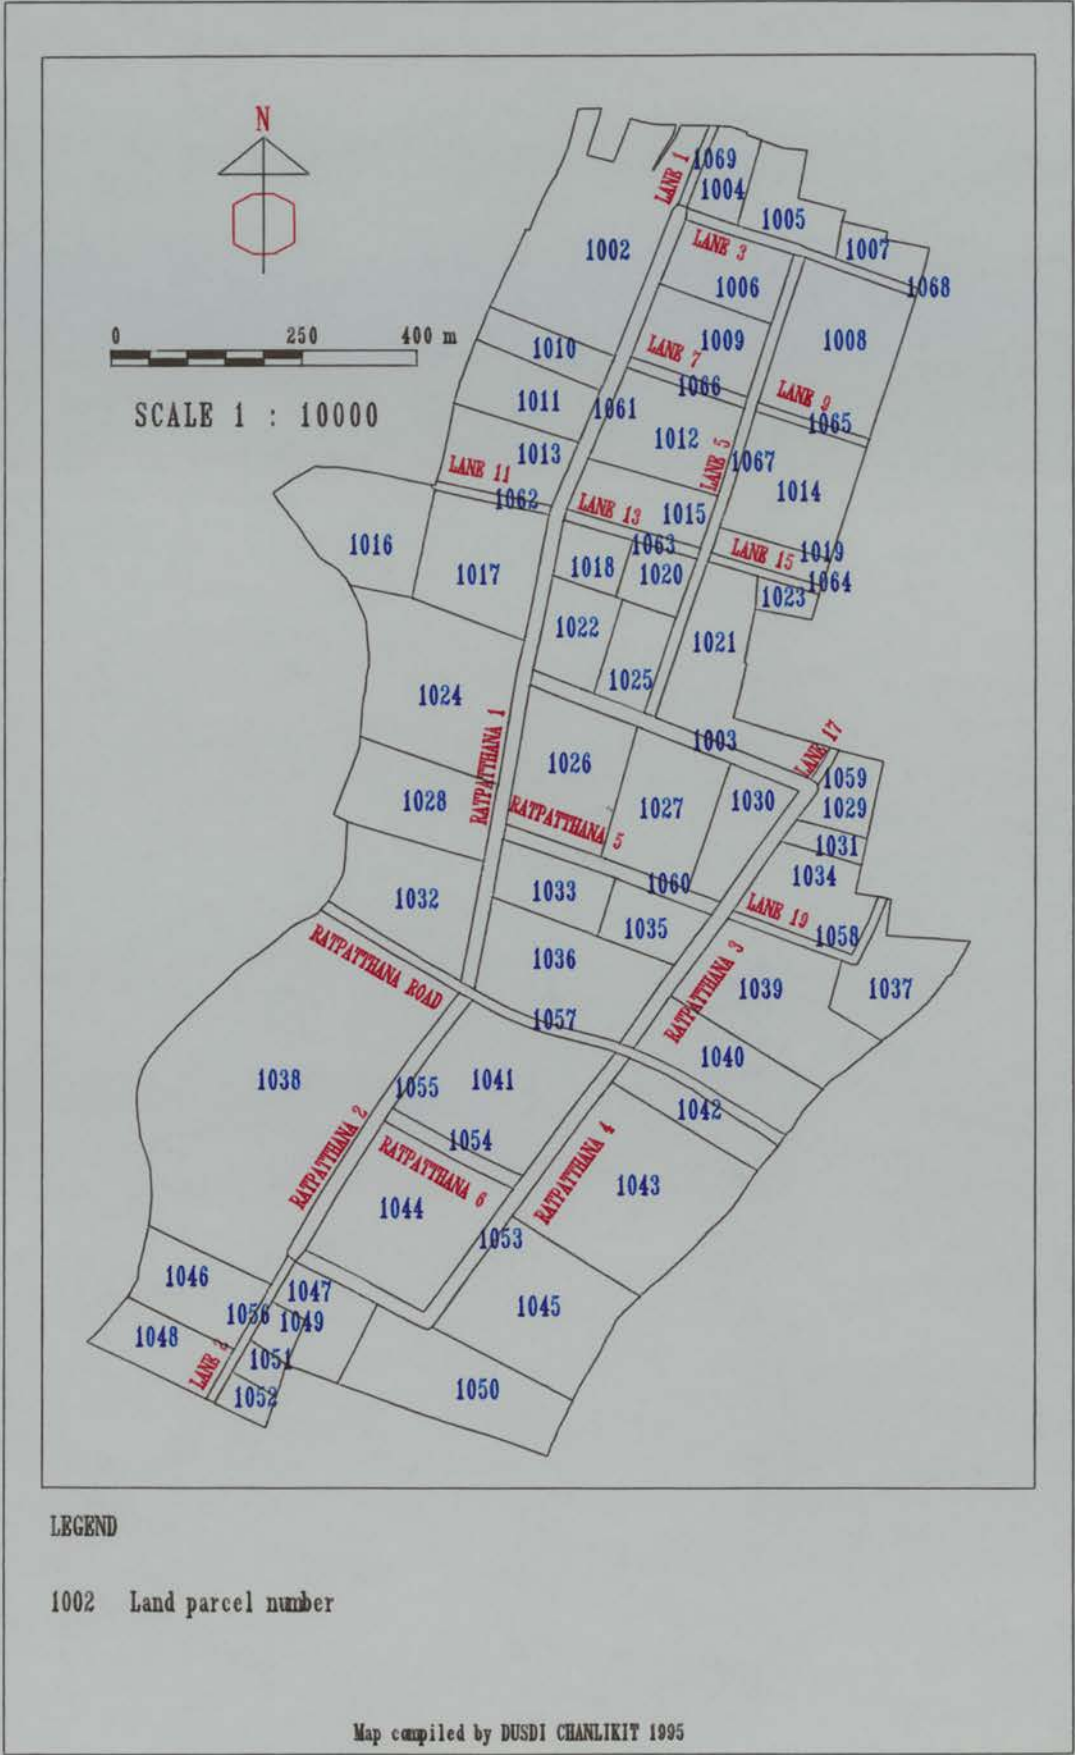 N
0 250 400 m
SCALE 1 : 10000
LANE 1
1069
1004
1005
1002
LANE 3
1007
1006
1068
1010
LANE 7
1009
1008
1066
LANE 9
1011
1061
1065
1012
1013
LANE 5
1067
LANE 11
1062
LANE 13
1015
1014
1016
1063
LANE 15
1019
1017
1018
1020
1064
1023
1022
1021
1025
1024
RATPATTHANA 1
1003
LANE 17
1026
1059
1028
RATPATTHANA 5
1027
1030
1029
1031
1034
1032
1033
1060
LANE 19
1035
1058
RATPATTHANA ROAD
1036
RATPATTHANA 3
1039
1037
1057
1038
1055
1041
1040
1042
RATPATTHANA 2
1054
RATPATTHANA 6
RATPATTHANA 4
1043
1044
1053
1046
1047
1045
1056
1049
1048
LANE 2
1051
1052
1050
LEGEND
1002 Land parcel number
Map compiled by DUSDI CHANLIKIT 1995